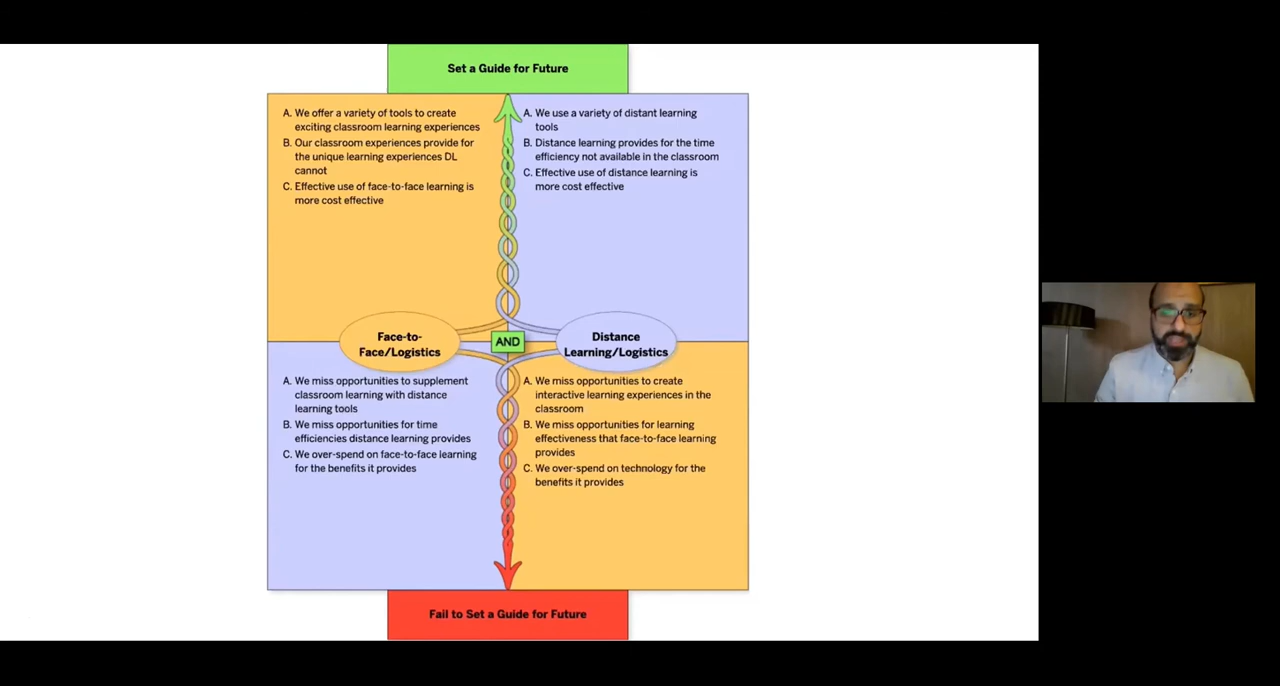 Set a Guide for Future
A. We offer a variety of tools to create
exciting classroom learning experiences
B. Our classroom experiences provide for
the unique learning experiences DL
cannot
C. Effective use of face-to-face learning is
more cost effective
A. We use a variety of distant learning
tools
B. Distance learning provides for the time
efficiency not available in the classroom
C. Effective use of distance learning is
more cost effective
Face-to-
Face/Logistics
AND
Distance
Learning/Logistics
A. We miss opportunities to supplement
classroom learning with distance
learning tools
B. We miss opportunities for time
efficiencies distance learning provides
C. We over-spend on face-to-face learning
for the benefits it provides
A. We miss opportunities to create
interactive learning experiences in the
classroom
B. We miss opportunities for learning
effectiveness that face-to-face learning
provides
C. We over-spend on technology for the
benefits it provides
Fail to Set a Guide for Future